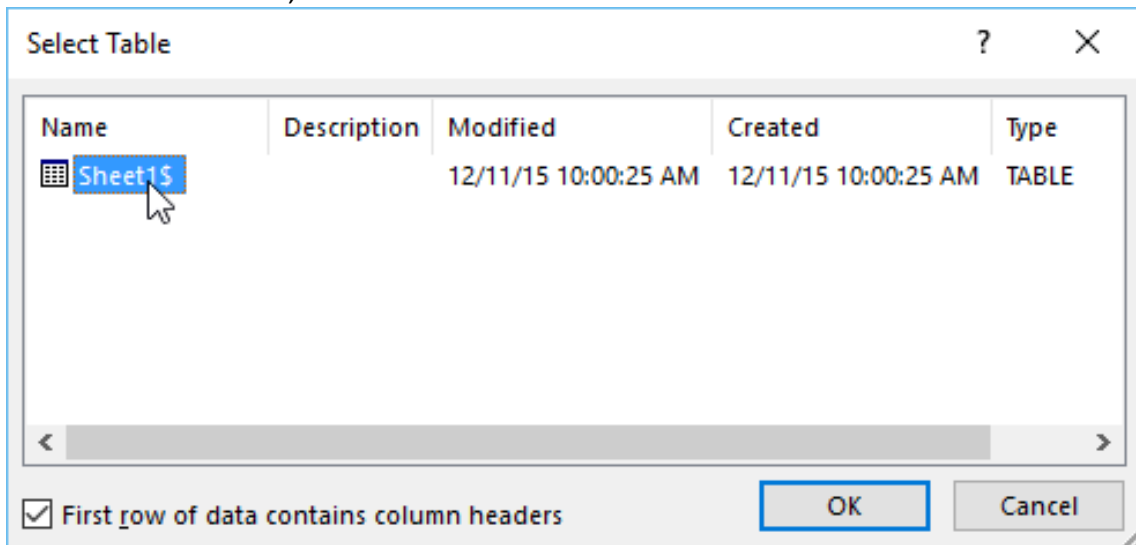 Select Table ?
Name Description Modified Created Type
Sheet1$ 12/11/15 10:00:25 AM 12/11/15 10:00:25 AM TABLE
First row of data contains column headers OK Cancel